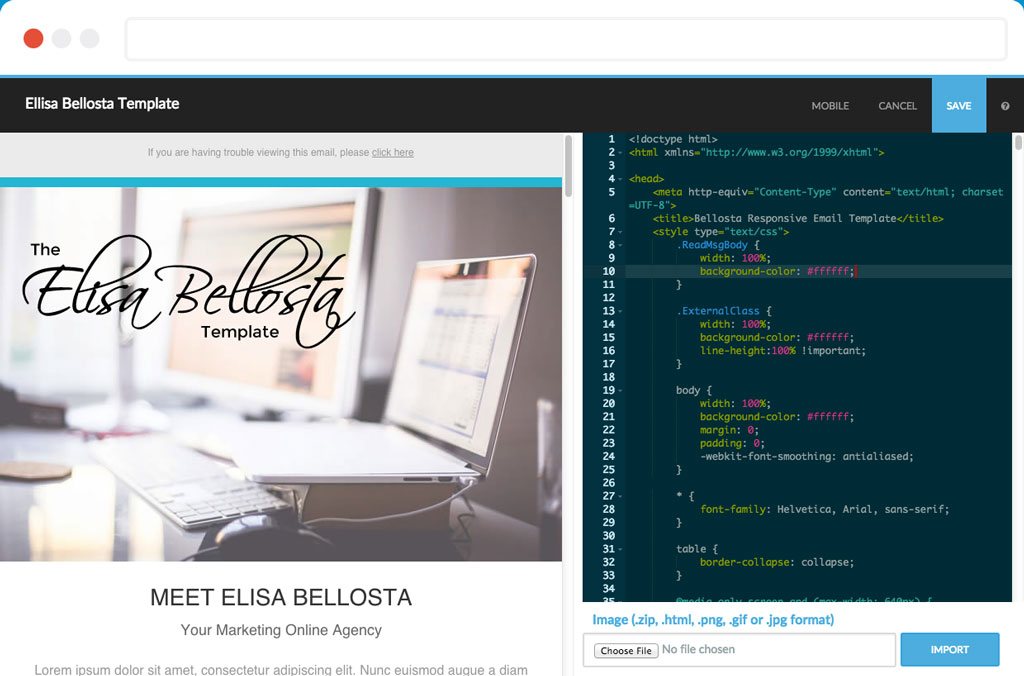 Ellisa Bellosta Template
MOBILE CANCEL SAVE ?
If you are having trouble viewing this email, please click here
The
Elisa Bellosta
Template
MEET ELISA BELLOSTA
Your Marketing Online Agency
Lorem ipsum dolor sit amet, consectetur adipiscing elit. Nunc euismod augue a diam
1 <!doctype html>
2 <html xmlns="http://www.w3.org/1999/xhtml">
3
4 <head>
5 <meta http-equiv="Content-Type" content="text/html; charset
=UTF-8">
6 <title>Bellosta Responsive Email Template</title>
7 <style type="text/css">
8 .ReadMsgBody {
9 width: 100%;
10 background-color: #ffffff;
11 }
12
13 .ExternalClass {
14 width: 100%;
15 background-color: #ffffff;
16 line-height:100% !important;
17 }
18
19 body {
20 width: 100%;
21 background-color: #ffffff;
22 margin: 0;
23 padding: 0;
24 -webkit-font-smoothing: antialiased;
25 }
26
27 * {
28 font-family: Helvetica, Arial, sans-serif;
29 }
30
31 table {
32 border-collapse: collapse;
33 }
34
35 @media only screen and (max-width: 640px) {
Image (.zip, .html, .png, .gif or .jpg format)
Choose File No file chosen
IMPORT